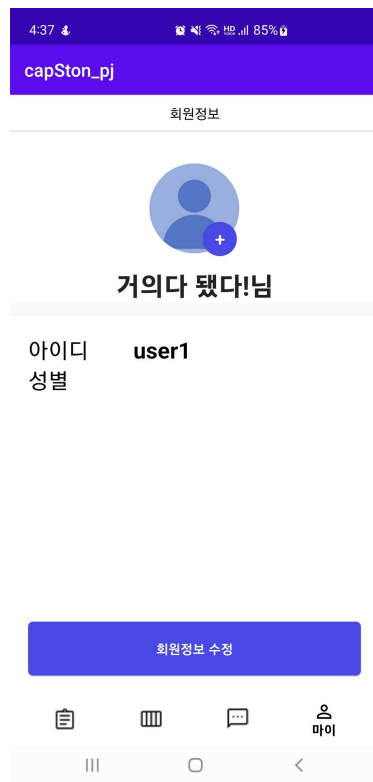 4:37 85%
capSton_pj
회원정보
+
거의다 됐다!님
아이디 user1
성별
회원정보 수정
마이